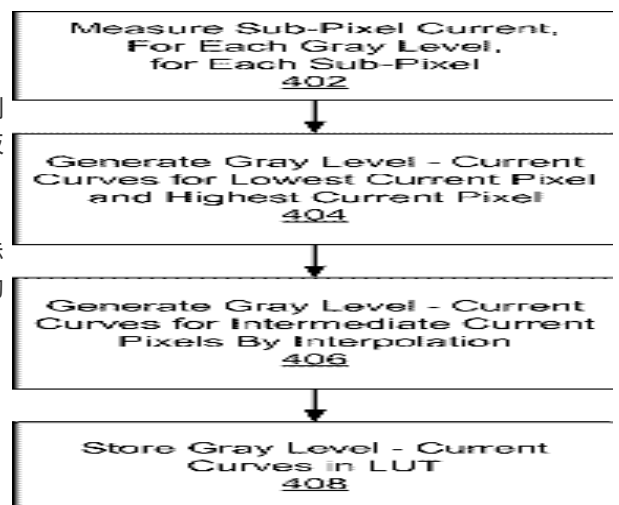 Measure Sub-Pixel Current,
For Each Gray Level,
for Each Sub-Pixel
402
Generate Gray Level - Current
Curves for Lowest Current Pixel
and Highest Current Pixel
404
Generate Gray Level - Current
Curves for Intermediate Current
Pixels By Interpolation
406
Store Gray Level - Current
Curves in LUT
408